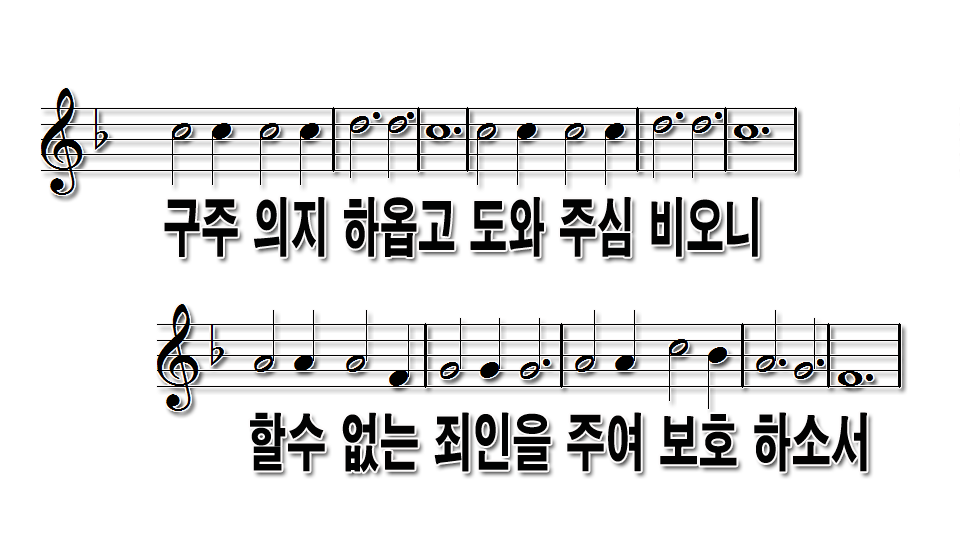 구주 의지 하옵고 도와 주심 비오니
할수 없는 죄인을 주여 보호 하소서